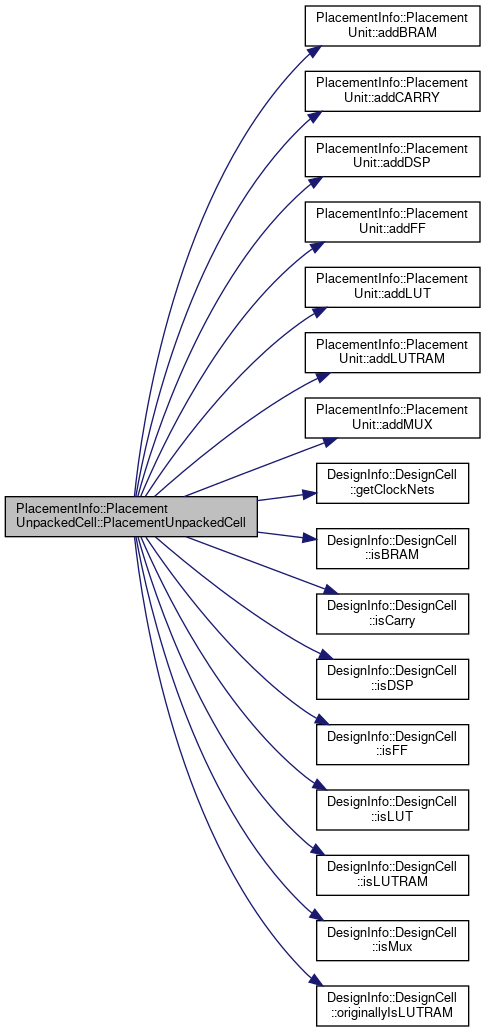 PlacementInfo::Placement
Unit::addBRAM
PlacementInfo::Placement
Unit::addCARRY
PlacementInfo::Placement
Unit::addDSP
PlacementInfo::Placement
Unit::addFF
PlacementInfo::Placement
Unit::addLUT
PlacementInfo::Placement
Unit::addLUTRAM
PlacementInfo::Placement
Unit::addMUX
DesignInfo::DesignCell
::getClockNets
PlacementInfo::Placement
UnpackedCell::PlacementUnpackedCell
DesignInfo::DesignCell
::isBRAM
DesignInfo::DesignCell
::isCarry
DesignInfo::DesignCell
::isDSP
DesignInfo::DesignCell
::isFF
DesignInfo::DesignCell
::isLUT
DesignInfo::DesignCell
::isLUTRAM
DesignInfo::DesignCell
::isMux
DesignInfo::DesignCell
::originallyIsLUTRAM